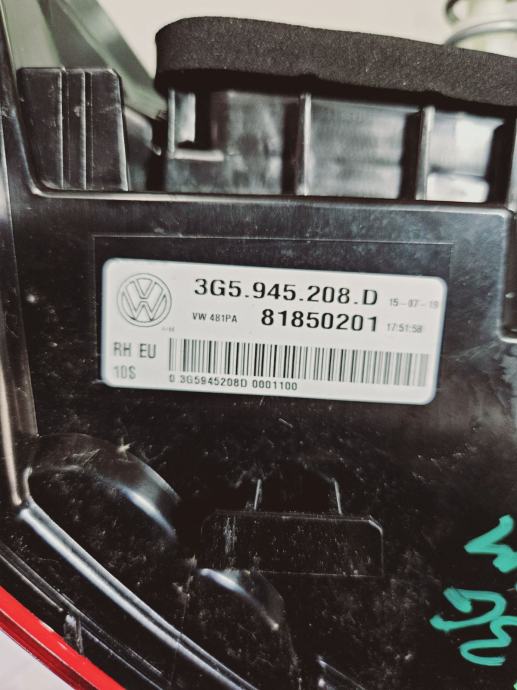 3G5.945.208.D 15-07-19
VW 481PA 81850201 17:51:58
RH EU
10S
0 3G5945208D 0001100